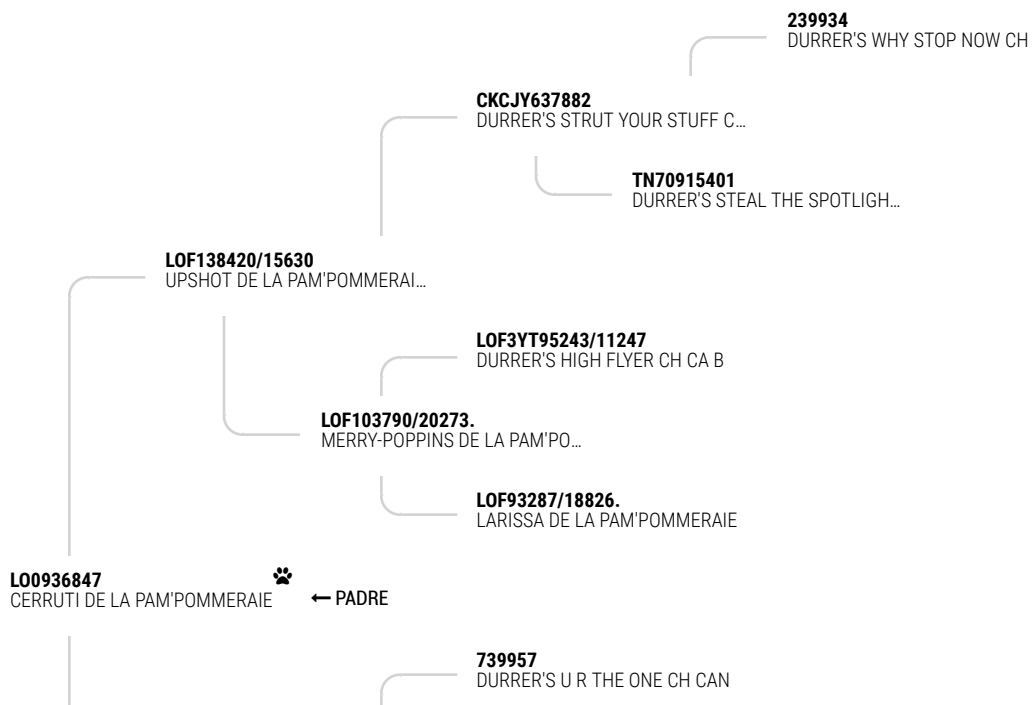 239934
DURRER'S WHY STOP NOW CH
CKCJY637882
DURRER'S STRUT YOUR STUFF C…
TN70915401
DURRER'S STEAL THE SPOTLIGH…
LOF138420/15630
UPSHOT DE LA PAM'POMMERAI…
LOF3YT95243/11247
DURRER'S HIGH FLYER CH CA B
LOF103790/20273.
MERRY-POPPINS DE LA PAM'PO…
LOF93287/18826.
LARISSA DE LA PAM'POMMERAIE
LO0936847
CERRUTI DE LA PAM'POMMERAIE ← PADRE
739957
DURRER'S U R THE ONE CH CAN